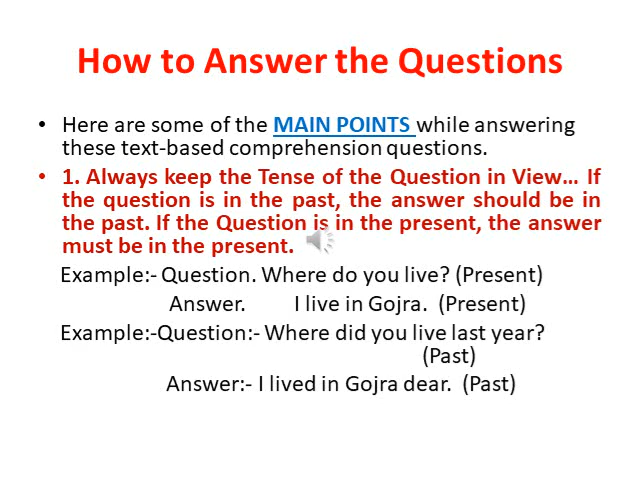 How to Answer the Questions
• Here are some of the MAIN POINTS while answering
these text-based comprehension questions.
• 1. Always keep the Tense of the Question in View… If
the question is in the past, the answer should be in
the past. If the Question is in the present, the answer
must be in the present.
Example:- Question. Where do you live? (Present)
Answer. I live in Gojra. (Present)
Example:-Question:- Where did you live last year?
(Past)
Answer:- I lived in Gojra dear. (Past)